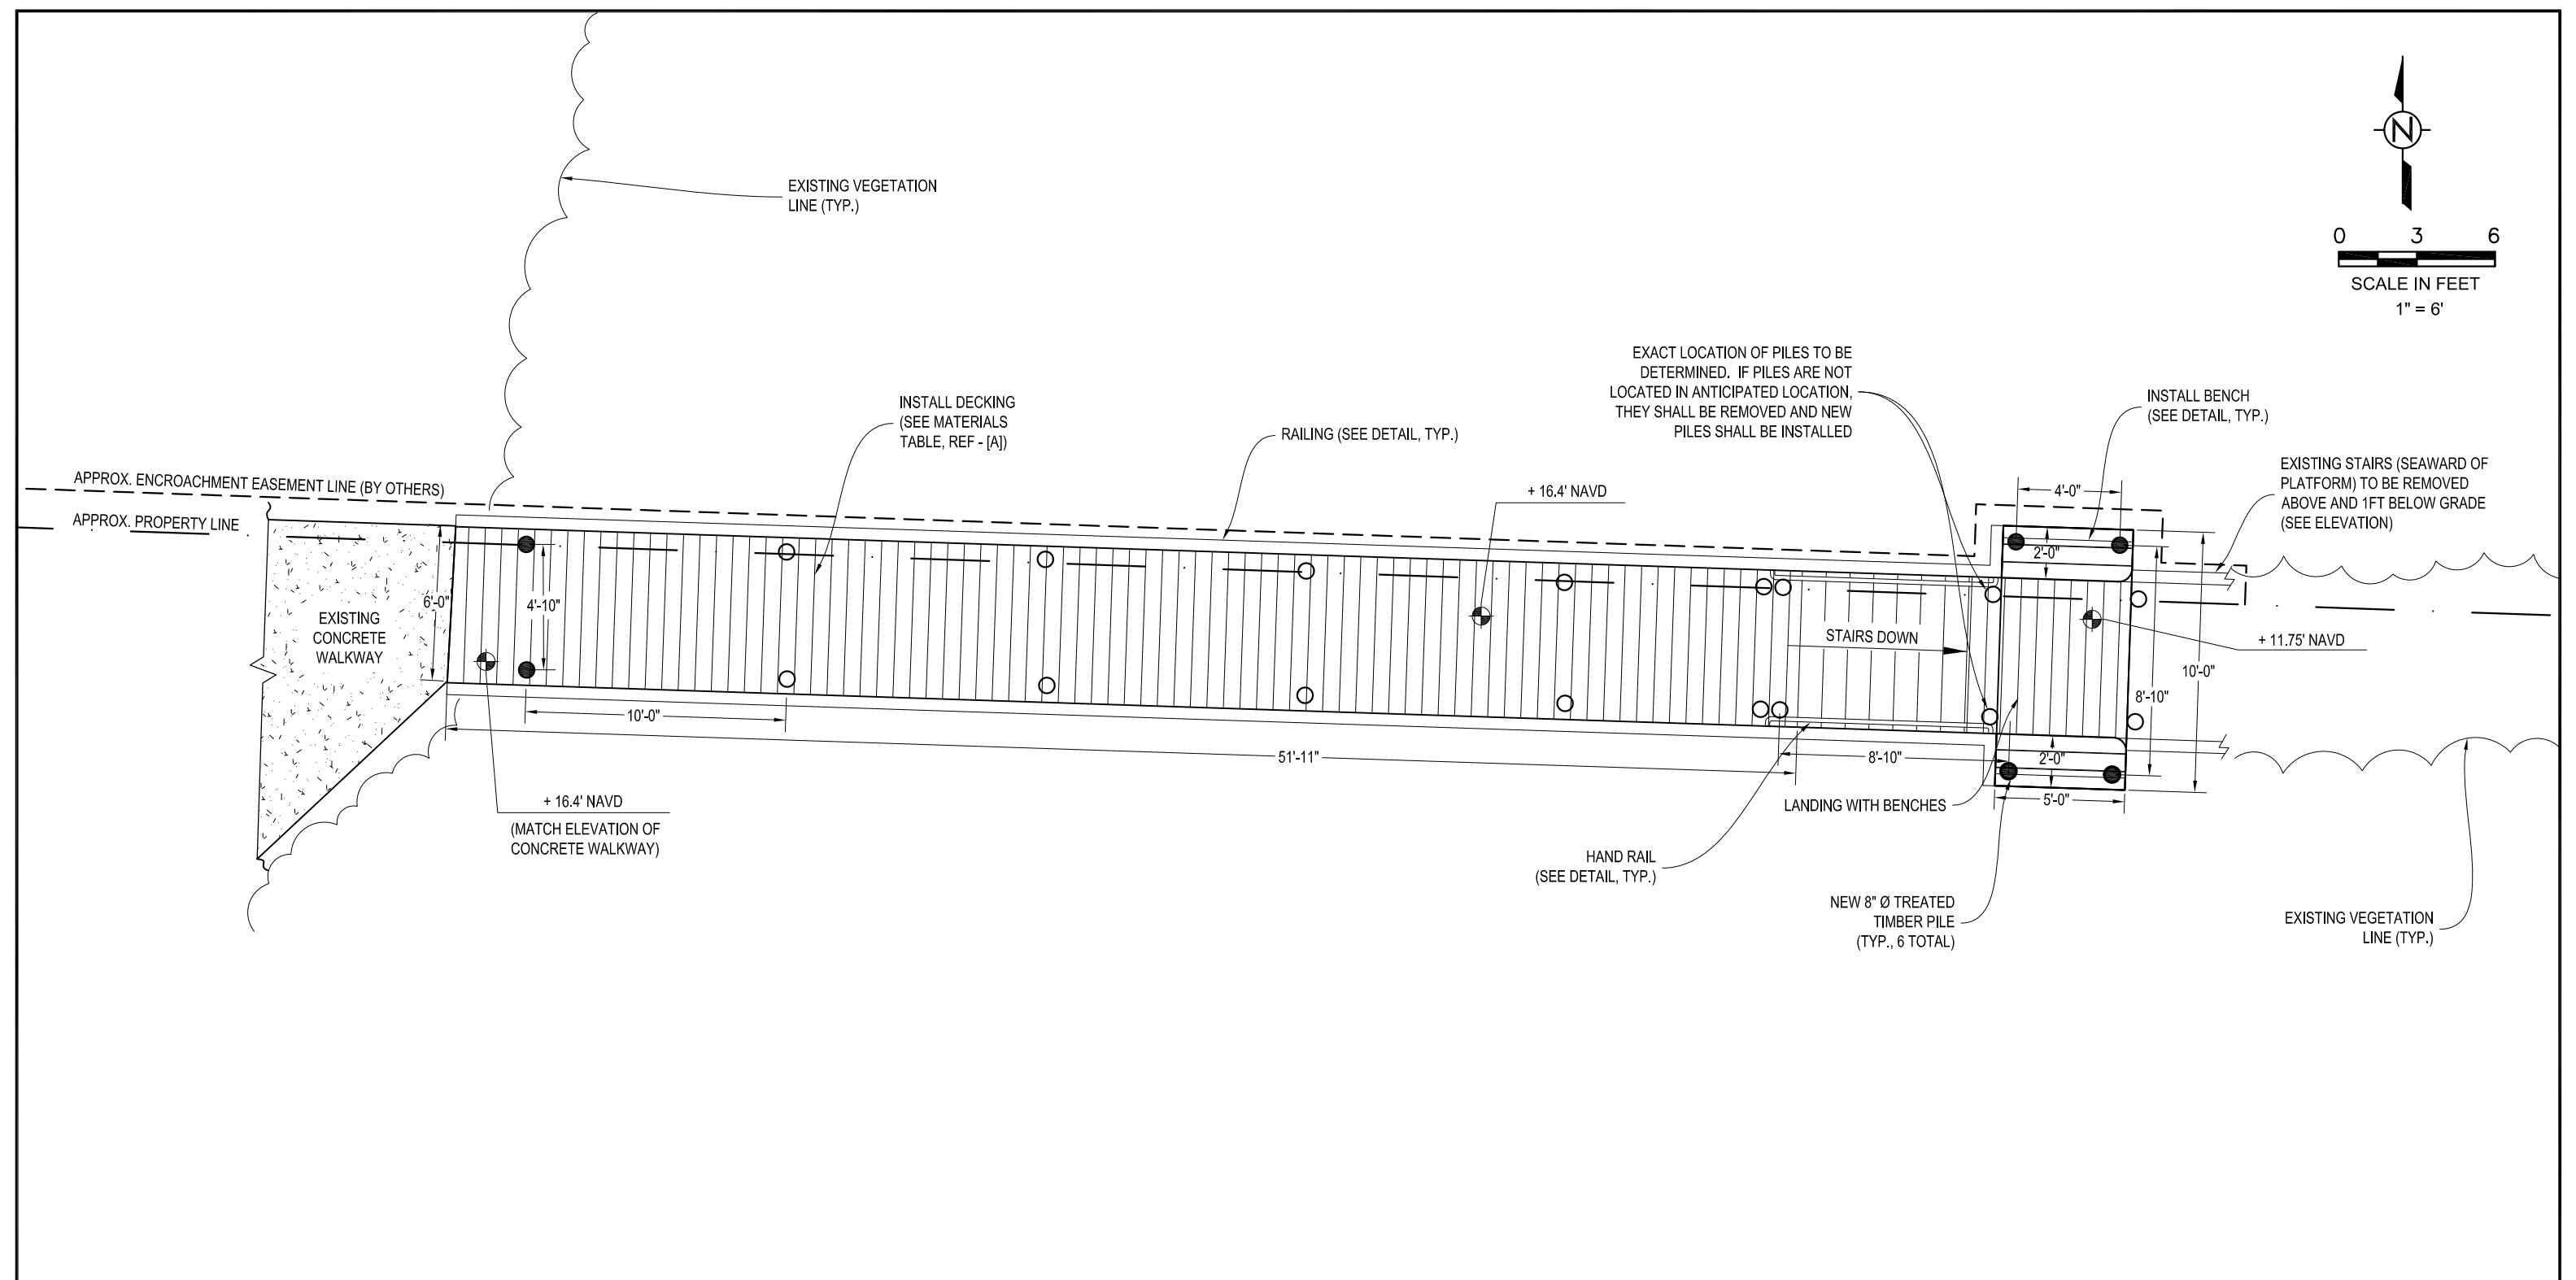 N
0 3 6
SCALE IN FEET
1" = 6'
EXISTING VEGETATION
LINE (TYP.)
EXACT LOCATION OF PILES TO BE
DETERMINED. IF PILES ARE NOT
LOCATED IN ANTICIPATED LOCATION,
THEY SHALL BE REMOVED AND NEW
PILES SHALL BE INSTALLED
INSTALL BENCH
(SEE DETAIL, TYP.)
INSTALL DECKING
(SEE MATERIALS
TABLE, REF - [A])
RAILING (SEE DETAIL, TYP.)
EXISTING STAIRS (SEAWARD OF
PLATFORM) TO BE REMOVED
ABOVE AND 1FT BELOW GRADE
(SEE ELEVATION)
APPROX. ENCROACHMENT EASEMENT LINE (BY OTHERS)
APPROX. PROPERTY LINE
+ 16.4' NAVD
4'-0"
2'-0"
6'-0"
4'-10"
EXISTING
CONCRETE
WALKWAY
STAIRS DOWN
+ 11.75' NAVD
10'-0"
8'-10"
10'-0"
51'-11"
8'-10"
2'-0"
5'-0"
LANDING WITH BENCHES
+ 16.4' NAVD
(MATCH ELEVATION OF
CONCRETE WALKWAY)
HAND RAIL
(SEE DETAIL, TYP.)
NEW 8" Ø TREATED
TIMBER PILE
(TYP., 6 TOTAL)
EXISTING VEGETATION
LINE (TYP.)